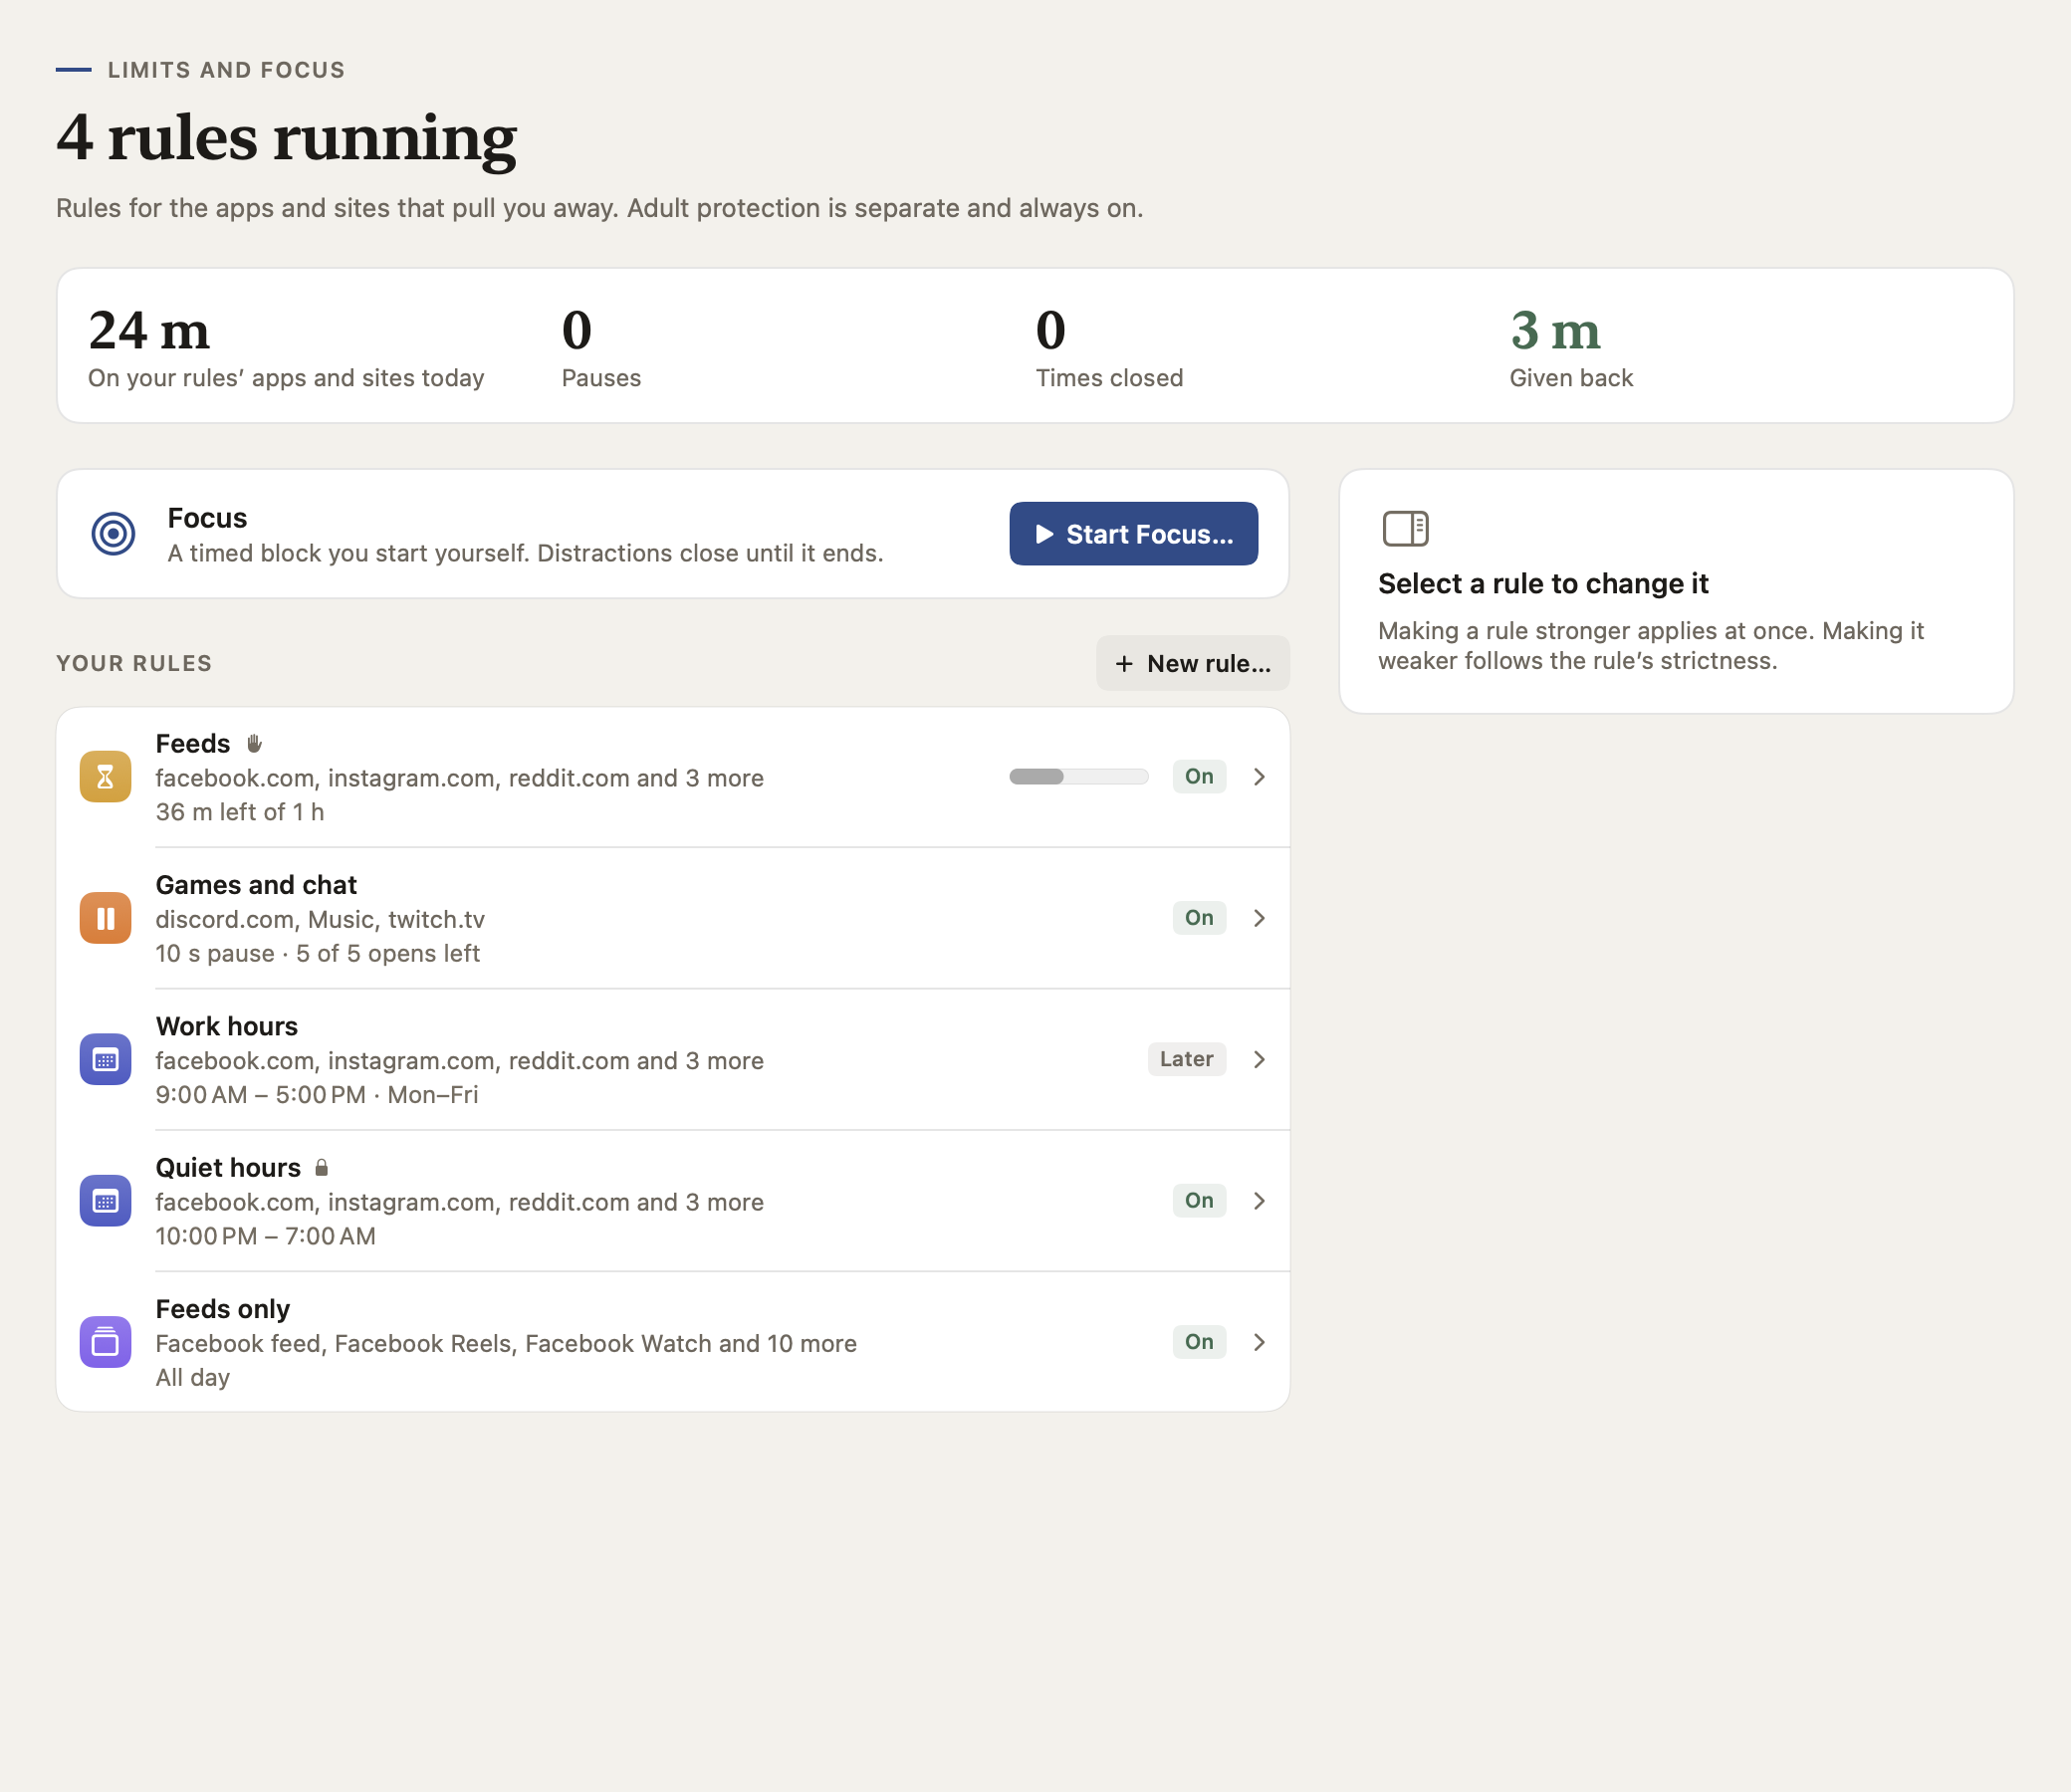 LIMITS AND FOCUS
4 rules running
Rules for the apps and sites that pull you away. Adult protection is separate and always on.
24 m
On your rules’ apps and sites today
0
Pauses
0
Times closed
3 m
Given back
Focus
A timed block you start yourself. Distractions close until it ends.
Start Focus...
Select a rule to change it
Making a rule stronger applies at once. Making it
weaker follows the rule’s strictness.
YOUR RULES
+ New rule...
Feeds
facebook.com, instagram.com, reddit.com and 3 more
36 m left of 1 h
On
Games and chat
discord.com, Music, twitch.tv
10 s pause · 5 of 5 opens left
On
Work hours
facebook.com, instagram.com, reddit.com and 3 more
9:00 AM – 5:00 PM · Mon–Fri
Later
Quiet hours
facebook.com, instagram.com, reddit.com and 3 more
10:00 PM – 7:00 AM
On
Feeds only
Facebook feed, Facebook Reels, Facebook Watch and 10 more
All day
On